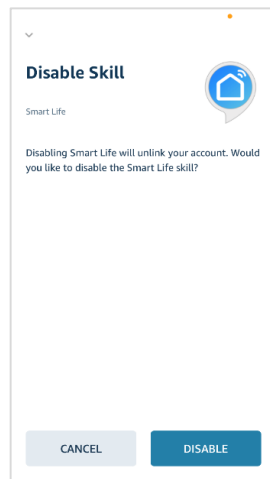 Disable Skill
Smart Life
Disabling Smart Life will unlink your account. Would
you like to disable the Smart Life skill?
CANCEL
DISABLE